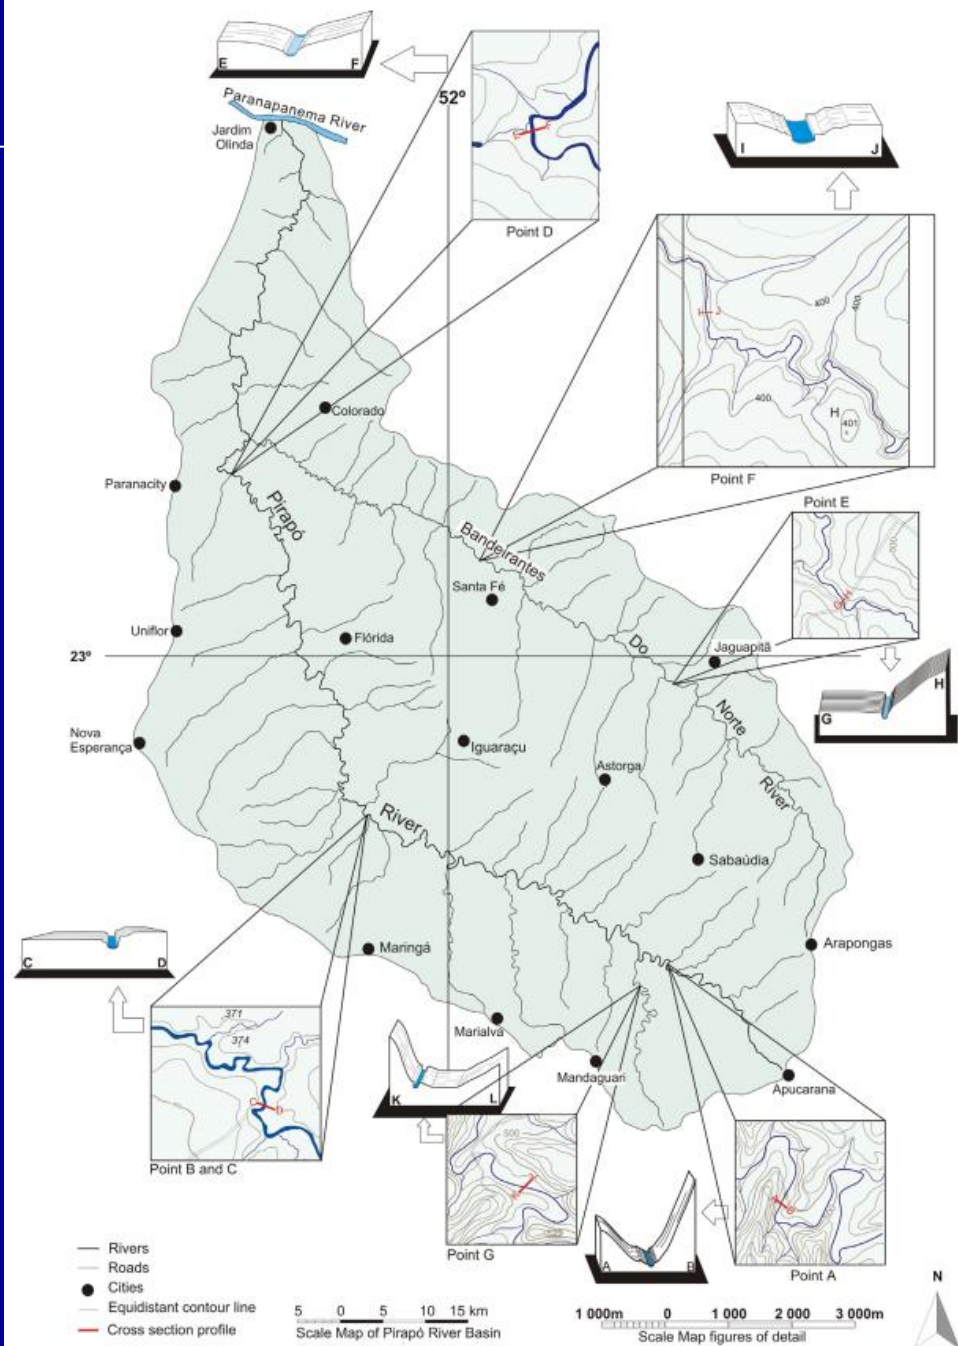 E F
52º
Paranapanema River
Jardim
Olinda
I J
Point D
J
400
400
400
H
401
Colorado
Point F
Paranacity
Point E
Pirapó
Bandeirantes
Santa Fé
G H
Uniflor
Flórida
Do
23º
Jaguapitã
H
G
Norte
Nova
Esperança
Iguaraçu
Astorga
River
River
Sabaúdia
Maringá
Arapongas
C D
371
374
Marialva
Mandaguari
Apucarana
C D
K L
500
Point B and C
Point G
A B
Point A
Rivers
Roads
Cities
Equidistant contour line
Cross section profile
5 0 5 10 15 km
Scale Map of Pirapó River Basin
1 000m 0 1 000 2 000 3 000m
Scale Map figures of detail
N